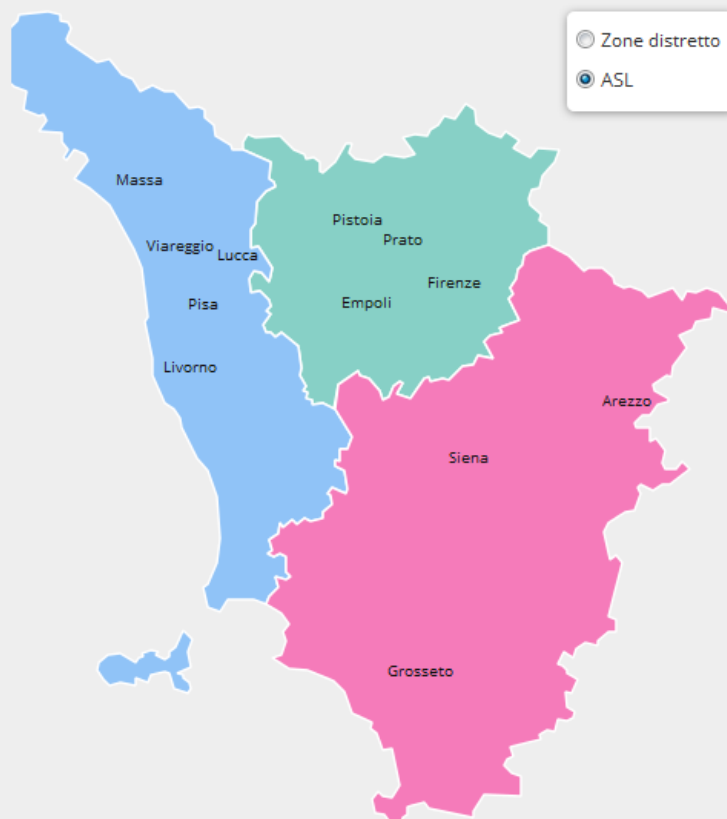 Zone distretto
ASL
Massa
Pistoia
Prato
Viareggio
Lucca
Firenze
Pisa
Empoli
Livorno
Arezzo
Siena
Grosseto